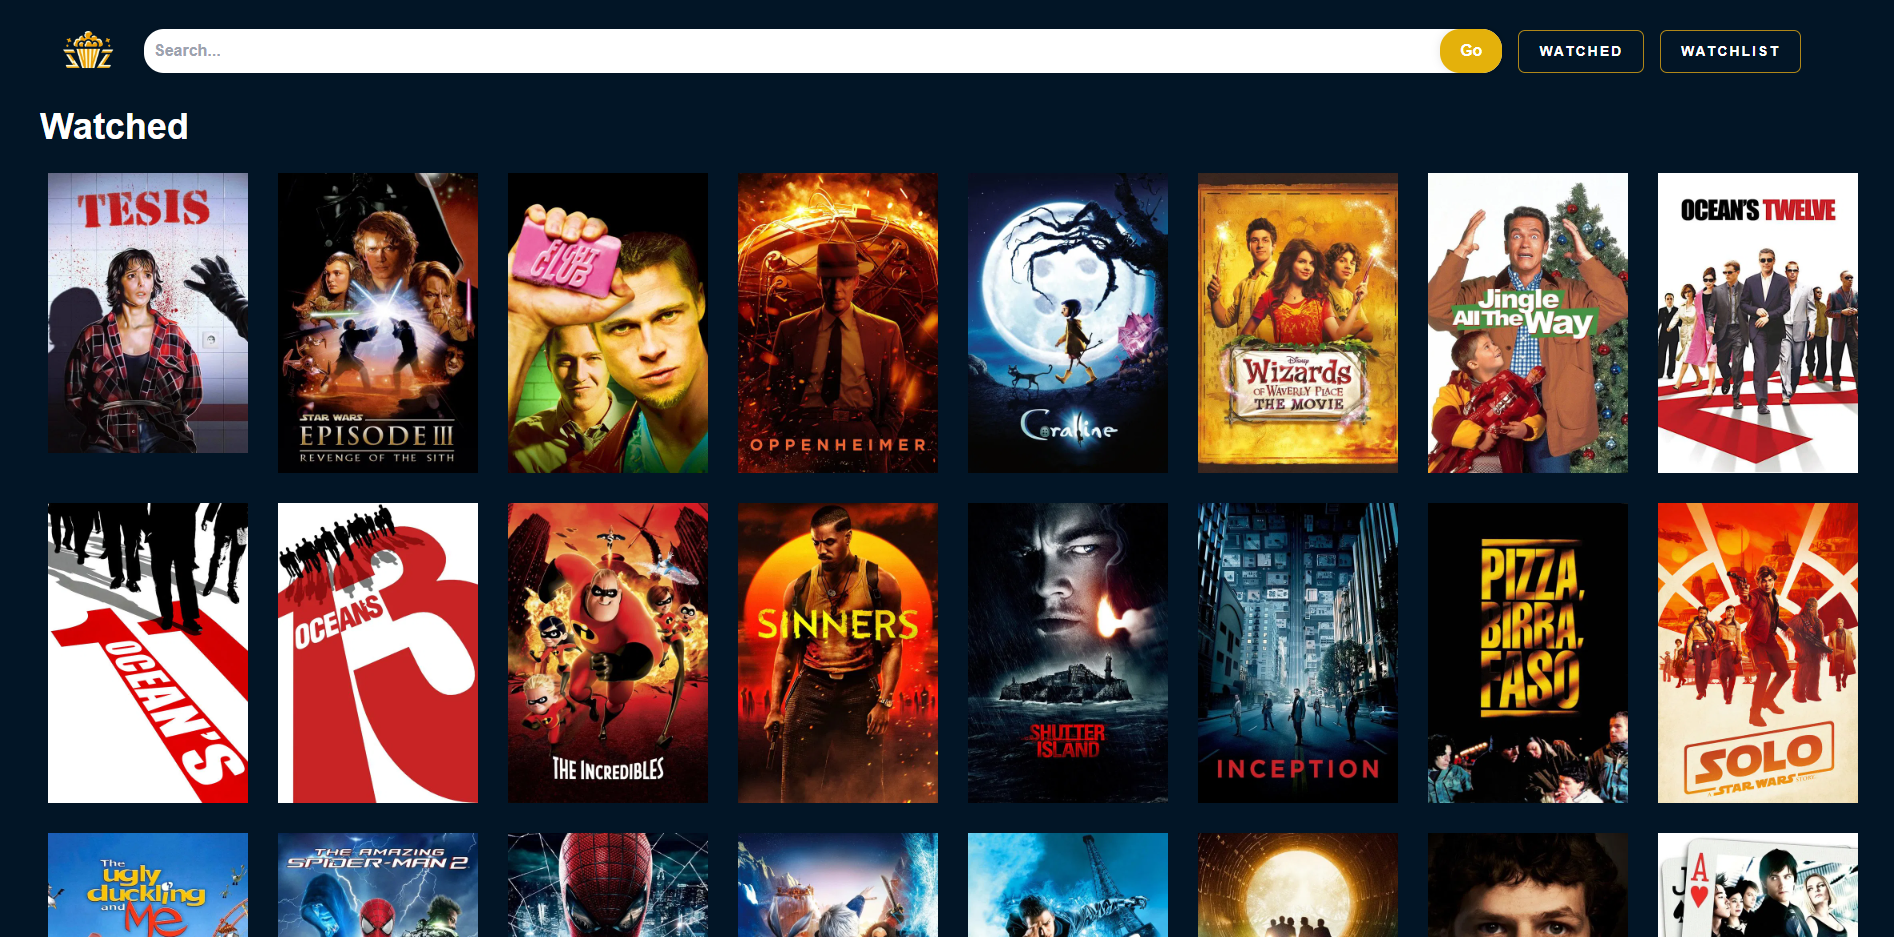 Search...
Go
WATCHED
WATCHLIST
Watched
TESIS
STAR WARS
EPISODE III
REVENGE OF THE SITH
FIGHT
CLUB
OPPENHEIMER
Coraline
Disney
Wizards
OF WAVERLY PLACE
THE MOVIE
Jingle
All The Way
OCEAN'S TWELVE
11
OCEAN'S
OCEANS
13
THE INCREDIBLES
SINNERS
SHUTTER
ISLAND
INCEPTION
PIZZA,
BIRRA,
FASO
SOLO
A STAR WARS STORY
The
ugly
duckling
and
me
THE AMAZING
SPIDER-MAN 2
J
A